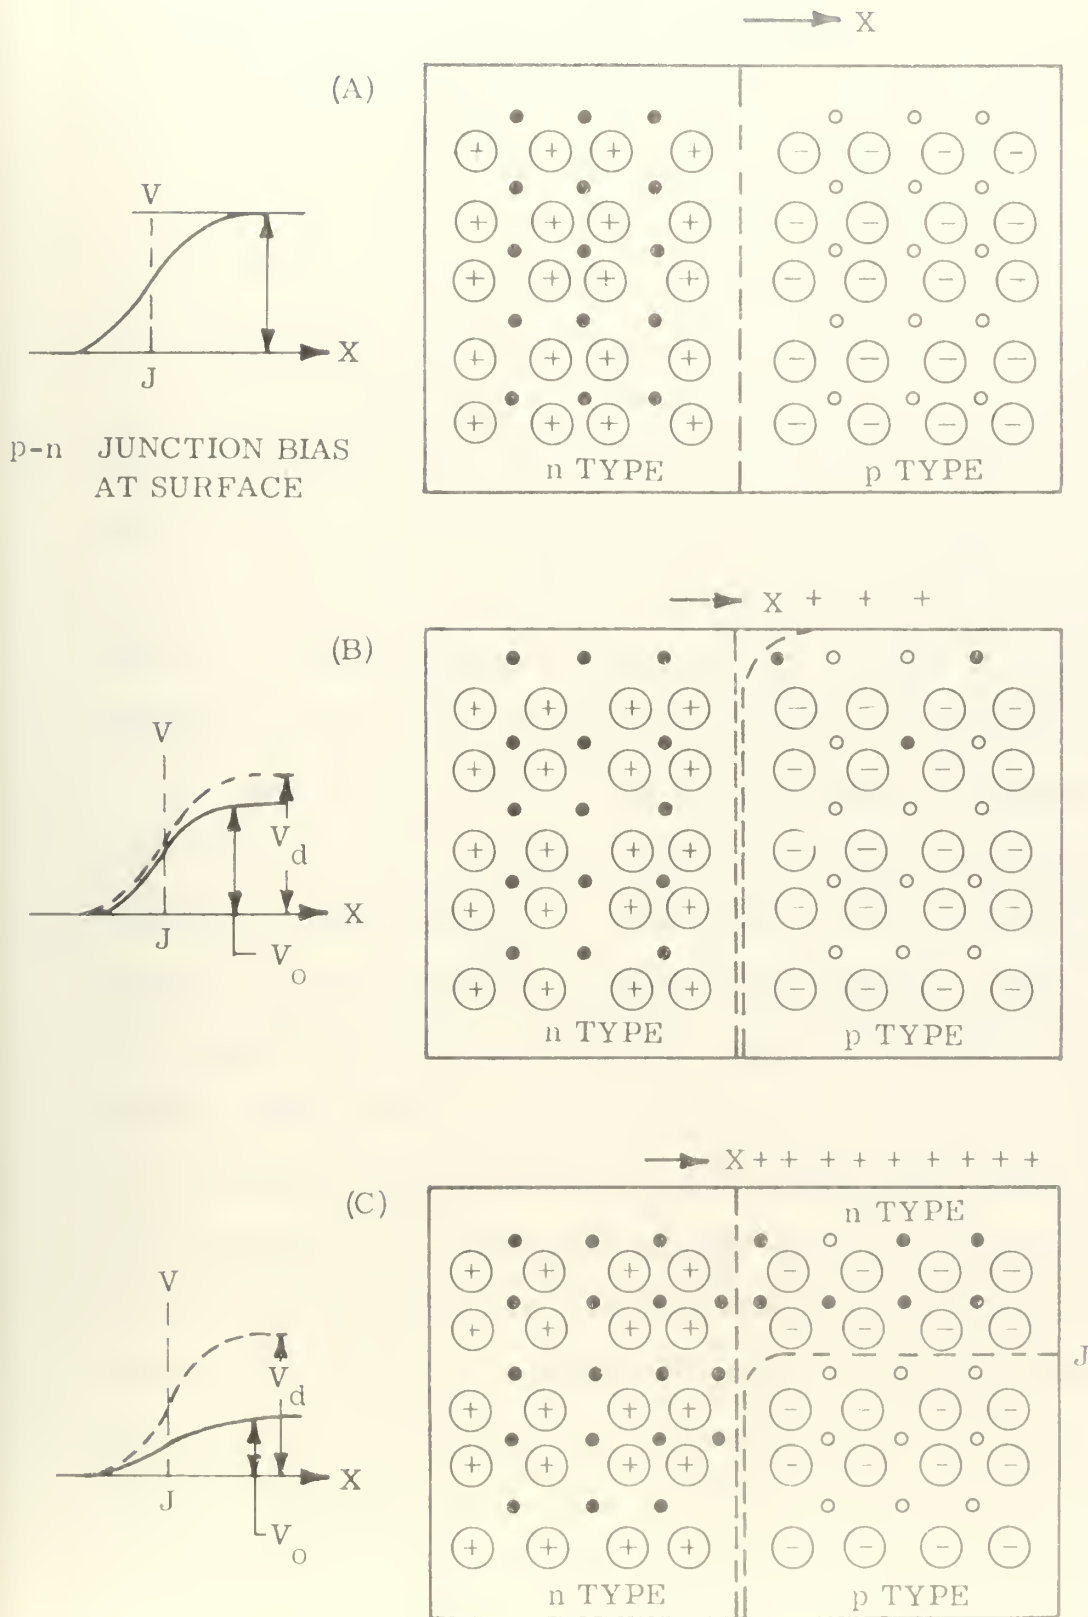 X
(A)
V
X
J
p-n JUNCTION BIAS
AT SURFACE
n TYPE
p TYPE
X + + +
(B)
V
V
d
X
J
V
O
n TYPE
p TYPE
X + + + + + + + + +
(C)
n TYPE
V
J
V
d
X
J
V
O
n TYPE
p TYPE